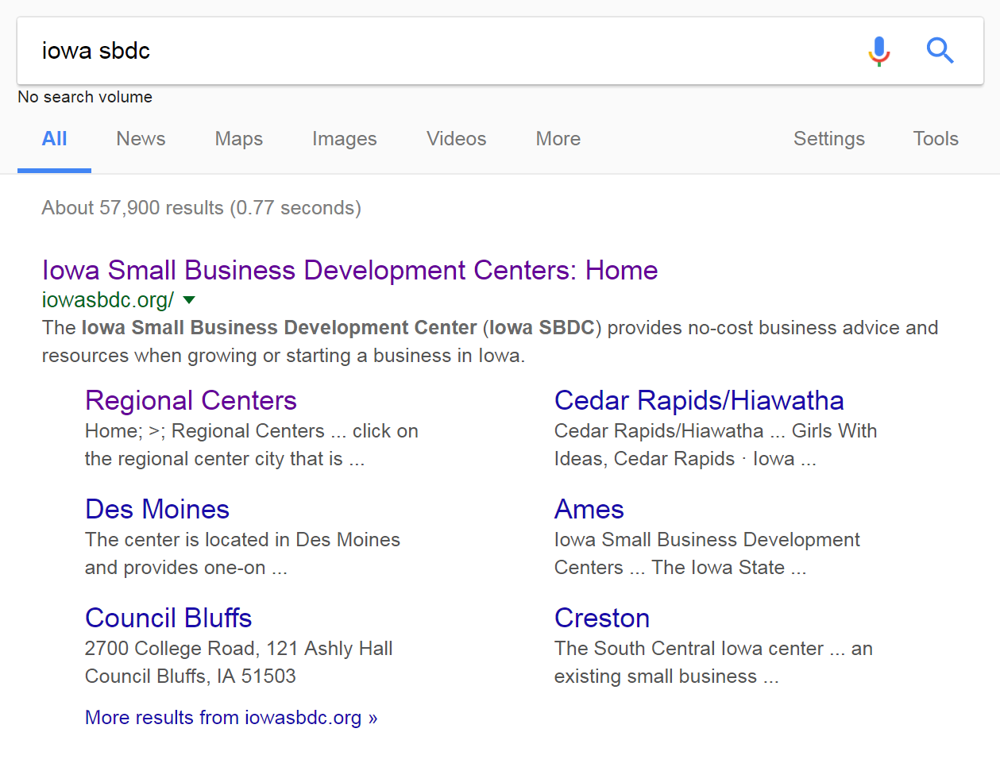 iowa sbdc
No search volume
All News Maps Images Videos More Settings Tools
About 57,900 results (0.77 seconds)
Iowa Small Business Development Centers: Home
iowasbdc.org/
The Iowa Small Business Development Center (Iowa SBDC) provides no-cost business advice and
resources when growing or starting a business in Iowa.
Regional Centers
Home; >; Regional Centers ... click on
the regional center city that is ...
Cedar Rapids/Hiawatha
Cedar Rapids/Hiawatha ... Girls With
Ideas, Cedar Rapids · Iowa ...
Des Moines
The center is located in Des Moines
and provides one-on ...
Ames
Iowa Small Business Development
Centers ... The Iowa State ...
Council Bluffs
2700 College Road, 121 Ashly Hall
Council Bluffs, IA 51503
Creston
The South Central Iowa center ... an
existing small business ...
More results from iowasbdc.org »